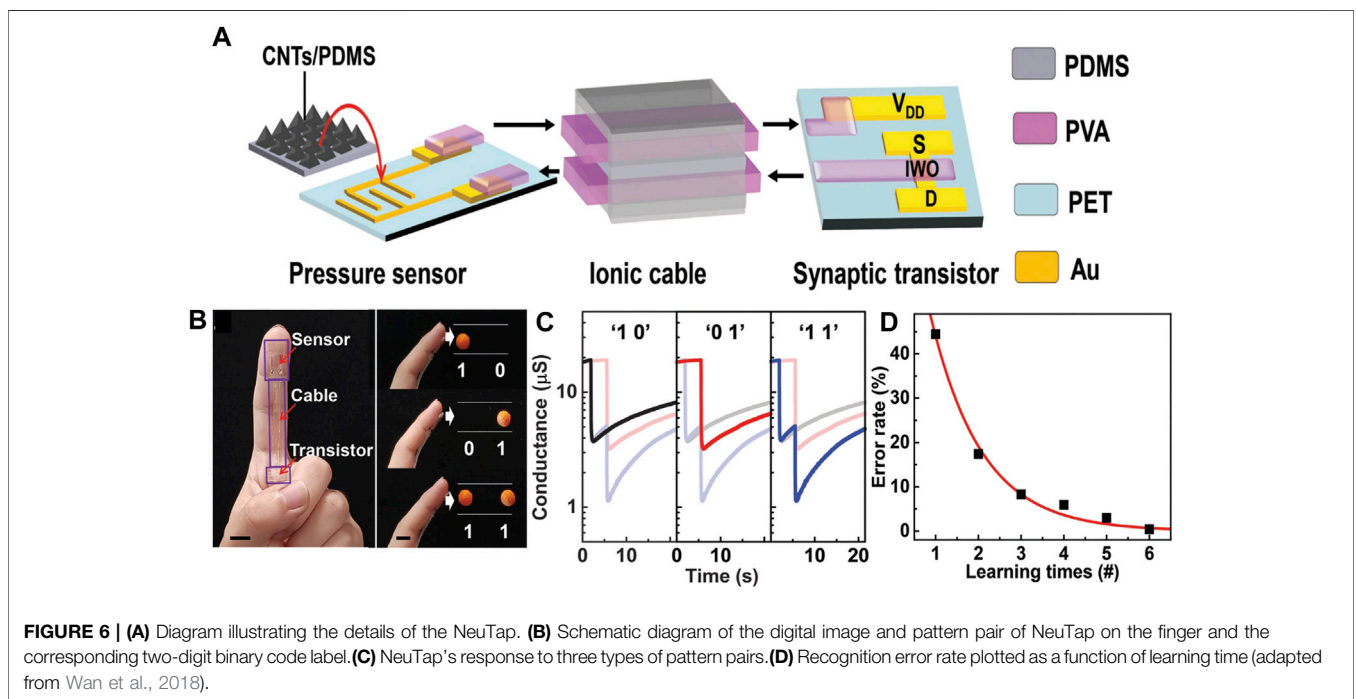 A
CNTs/PDMS
V_DD
S
IWO
D
PDMS
PVA
PET
Au
Pressure sensor
Ionic cable
Synaptic transistor
B
Sensor
Cable
Transistor
1 0
0 1
1 1
C
'1 0' '0 1' '1 1'
Conductance (μS)
10
1
0 10 0 10 10 20
Time (s)
D
Error rate (%)
40
30
20
10
0
1 2 3 4 5 6
Learning times (#)
FIGURE 6 | (A) Diagram illustrating the details of the NeuTap. (B) Schematic diagram of the digital image and pattern pair of NeuTap on the finger and the
corresponding two-digit binary code label.(C) NeuTap's response to three types of pattern pairs.(D) Recognition error rate plotted as a function of learning time (adapted
from Wan et al., 2018).